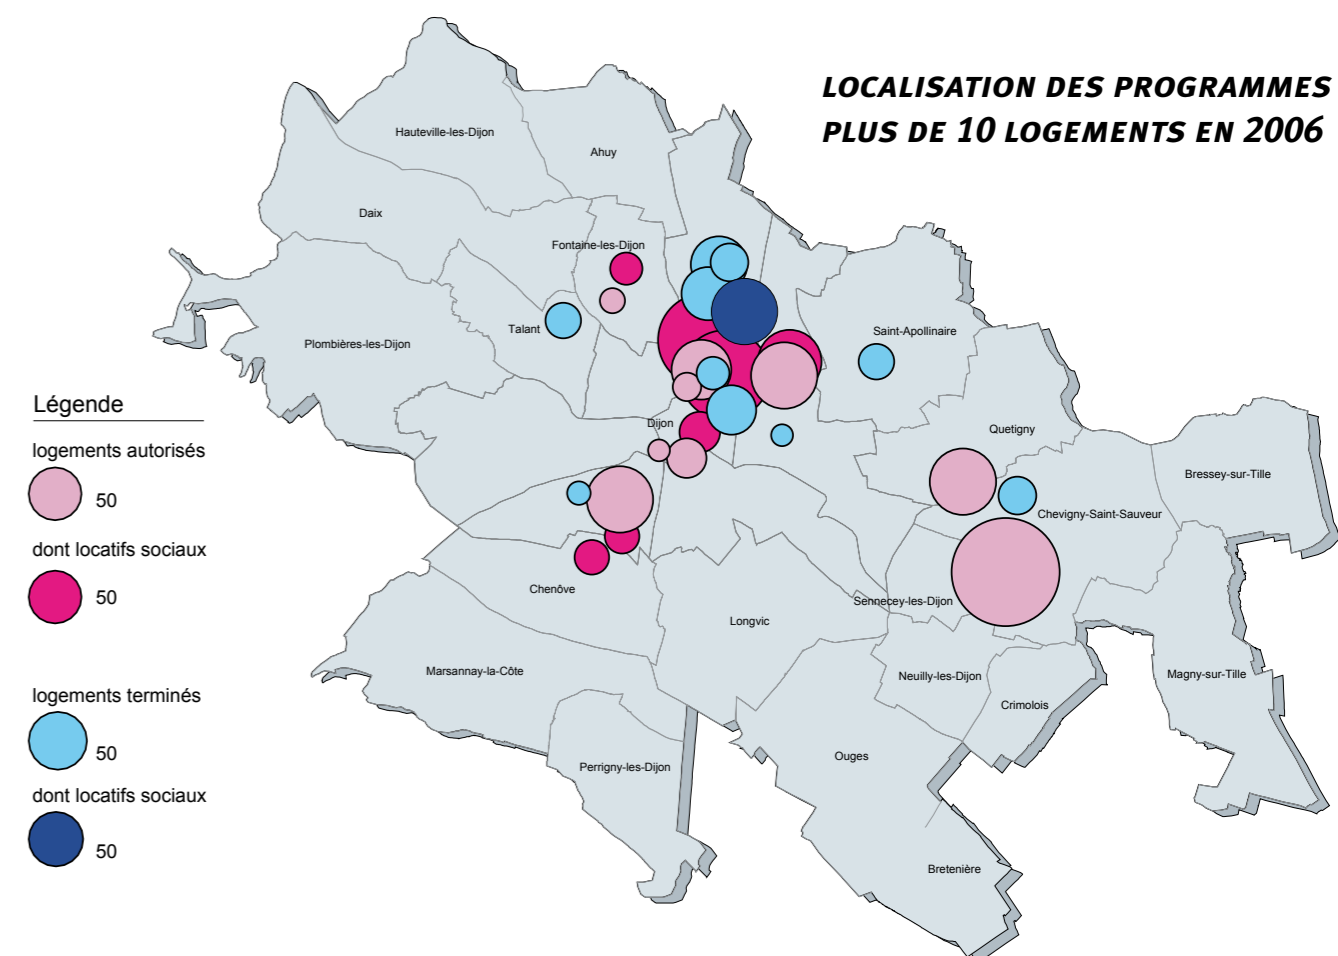 LOCALISATION DES PROGRAMMES
PLUS DE 10 LOGEMENTS EN 2006
Hauteville-les-Dijon
Ahuy
Daix
Fontaine-les-Dijon
Talant
Saint-Apollinaire
Plombières-les-Dijon
Dijon
Quetigny
Bressey-sur-Tille
Chevigny-Saint-Sauveur
Chenôve
Sennecey-les-Dijon
Longvic
Marsannay-la-Côte
Neuilly-les-Dijon
Magny-sur-Tille
Crimolois
Ouges
Perrigny-les-Dijon
Bretenière
Légende
logements autorisés
50
dont locatifs sociaux
50
logements terminés
50
dont locatifs sociaux
50